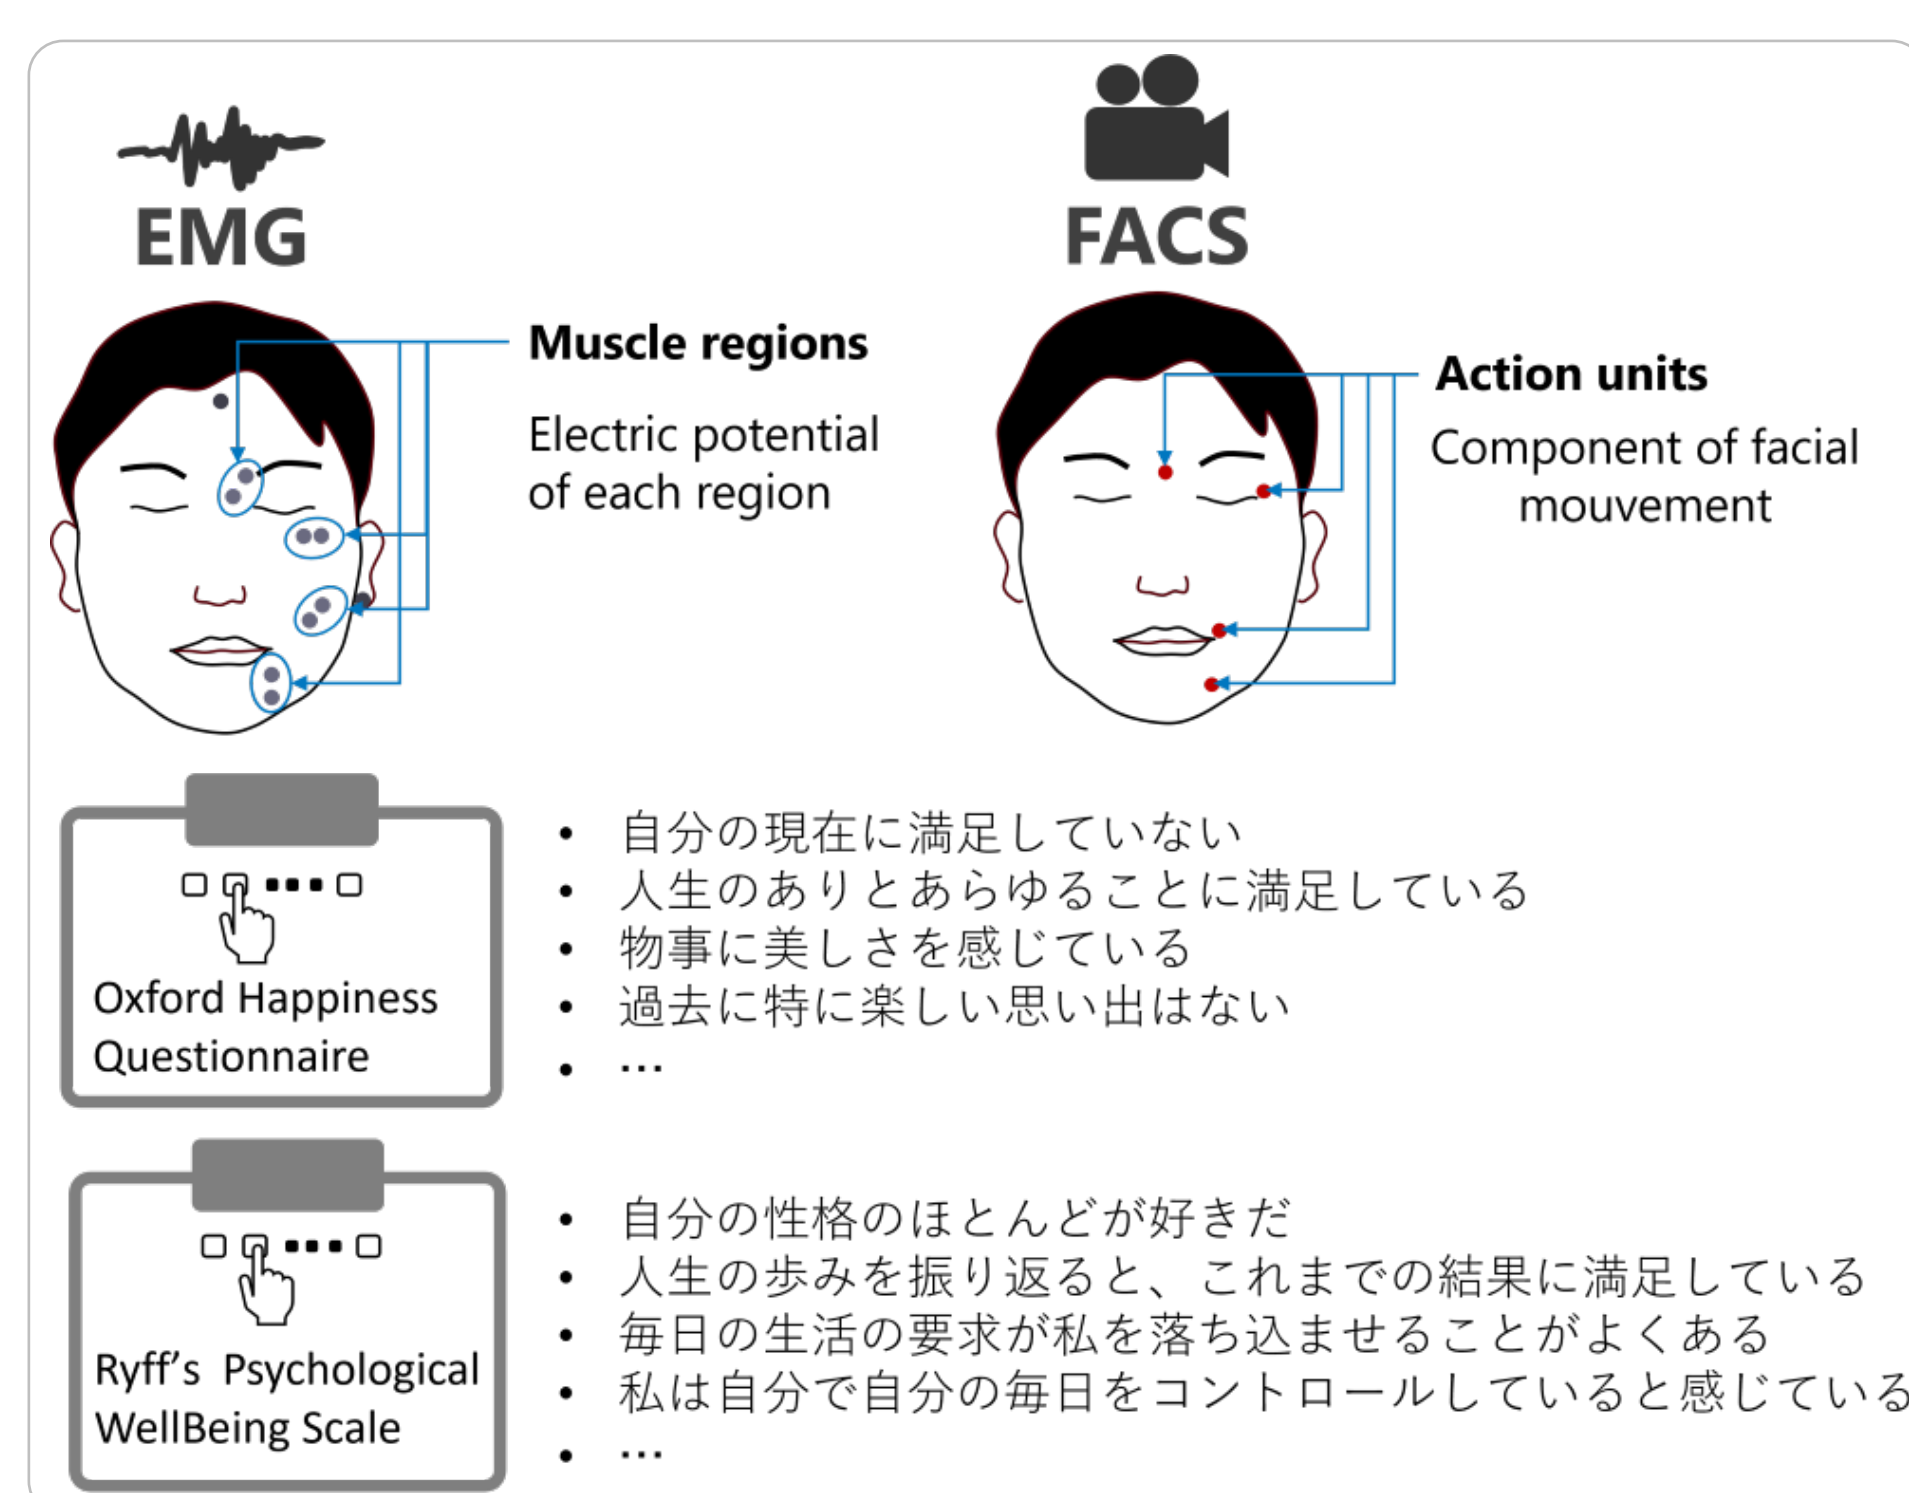 EMG
FACS
Muscle regions
Electric potential
of each region
Action units
Component of facial
mouvement
Oxford Happiness
Questionnaire
• 自分の現在に満足していない
• 人生のありとあらゆることに満足している
• 物事に美しさを感じている
• 過去に特に楽しい思い出はない
• …
Ryff's Psychological
WellBeing Scale
• 自分の性格のほとんどが好きだ
• 人生の歩みを振り返ると、これまでの結果に満足している
• 毎日の生活の要求が私を落ち込ませることがよくある
• 私は自分で自分の毎日をコントロールしていると感じている
• …